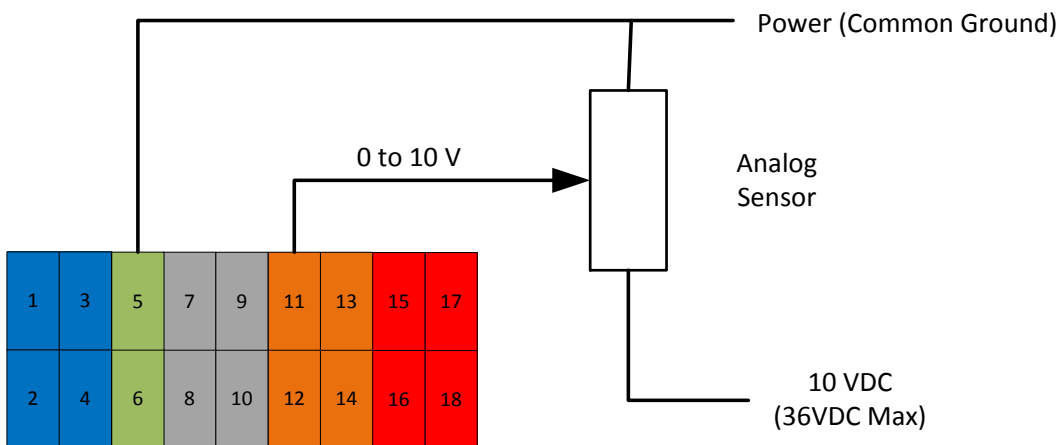 Power (Common Ground)
0 to 10 V
Analog
Sensor
1 3 5 7 9 11 13 15 17
2 4 6 8 10 12 14 16 18
10 VDC
(36VDC Max)